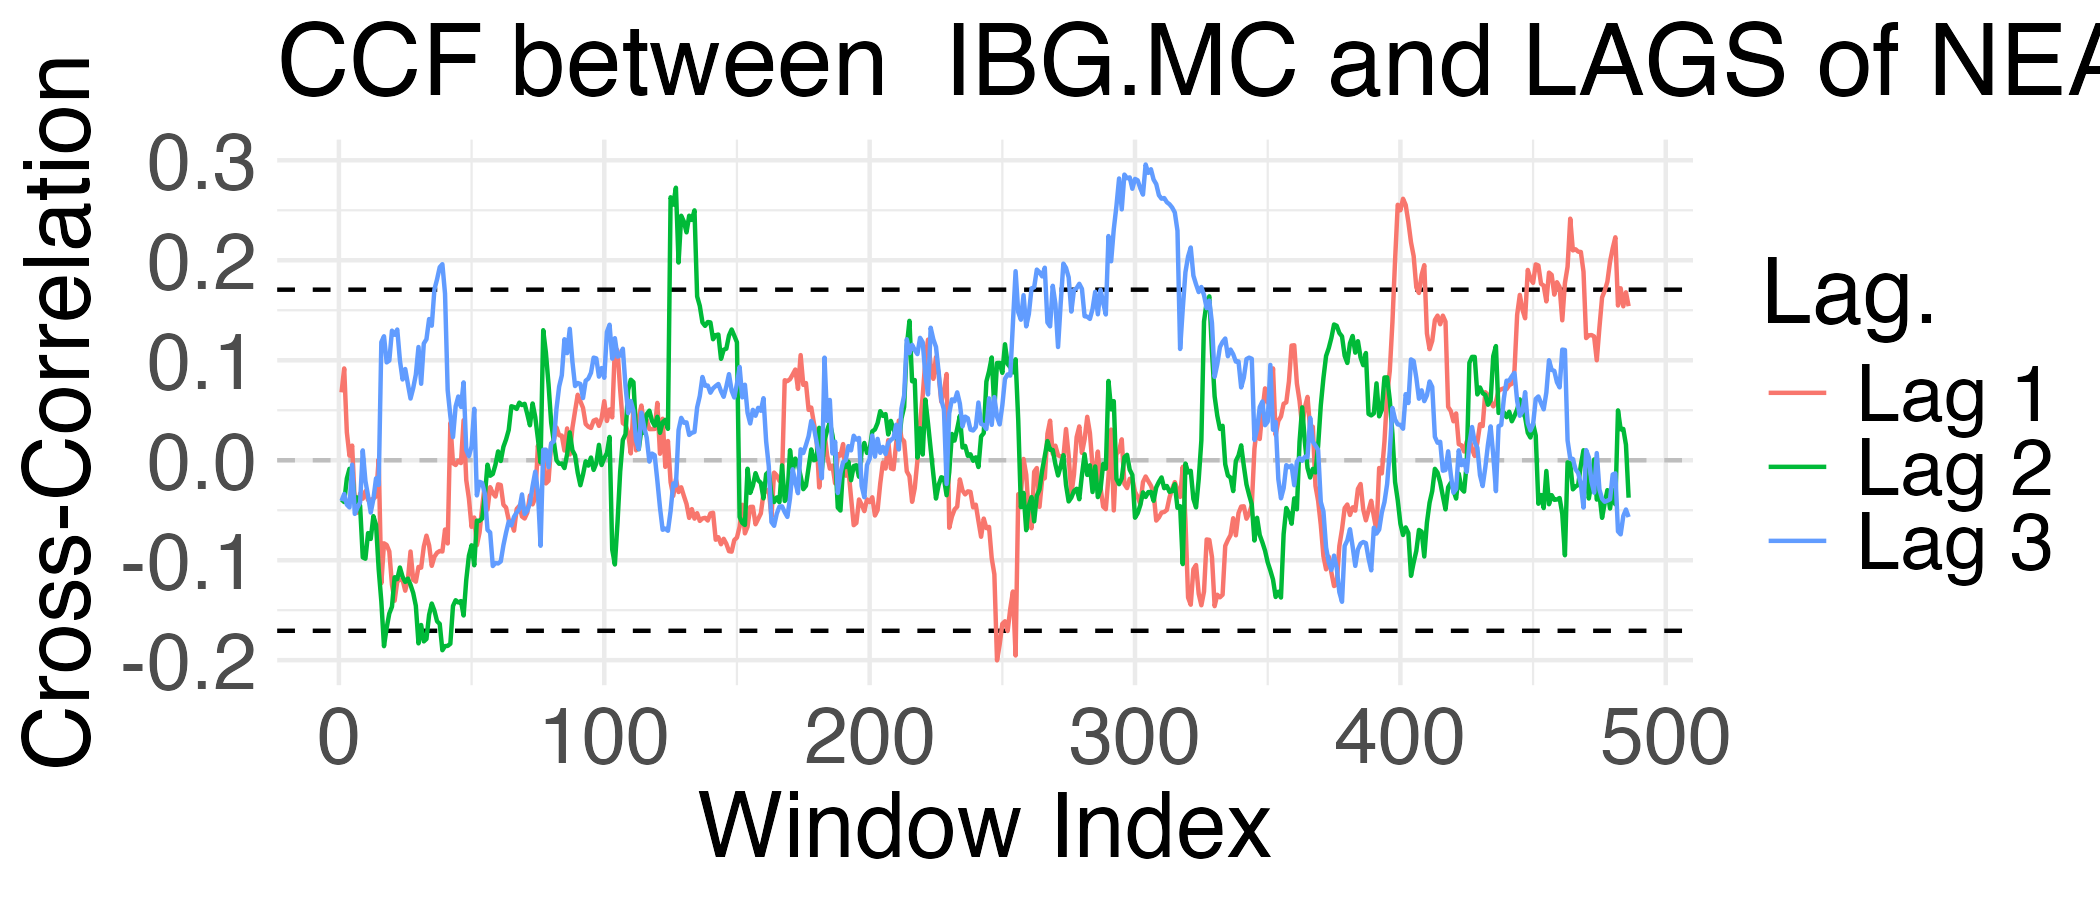 CCF between  IBG.MC and LAGS of NEA
Cross-Correlation
0.3
0.2
0.1
0.0
-0.1
-0.2
0
100
200
300
400
500
Window Index
Lag.
Lag 1
Lag 2
Lag 3